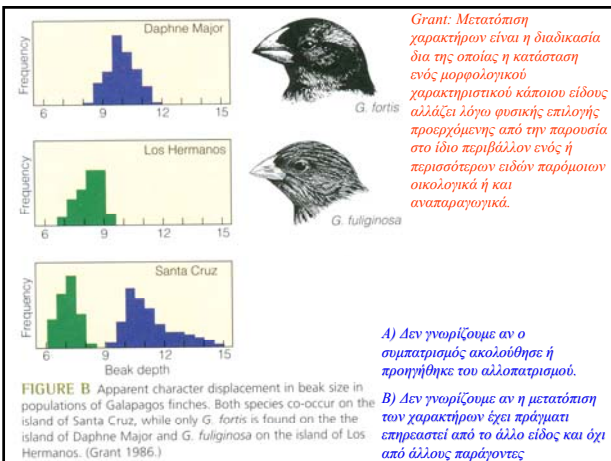 Daphne Major
Frequency
6 9 12 15
G. fortis
Los Hermanos
Frequency
6 9 12 15
G. fuliginosa
Santa Cruz
Frequency
6 9 12 15
Beak depth
FIGURE B Apparent character displacement in beak size in
populations of Galapagos finches. Both species co-occur on the
island of Santa Cruz, while only G. fortis is found on the the
island of Daphne Major and G. fuliginosa on the island of Los
Hermanos. (Grant 1986.)
Grant: Μετατόπιση
χαρακτήρων είναι η διαδικασία
δια της οποίας η κατάσταση
ενός μορφολογικού
χαρακτηριστικού κάποιου είδους
αλλάζει λόγω φυσικής επιλογής
προερχόμενης από την παρουσία
στο ίδιο περιβάλλον ενός ή
περισσότερων ειδών παρόμοιων
οικολογικά ή και
αναπαραγωγικά.
Α) Δεν γνωρίζουμε αν ο
συμπατρισμός ακολούθησε ή
προηγήθηκε του αλλοπατρισμού.
Β) Δεν γνωρίζουμε αν η μετατόπιση
των χαρακτήρων έχει πράγματι
επηρεαστεί από το άλλο είδος και όχι
από άλλους παράγοντες